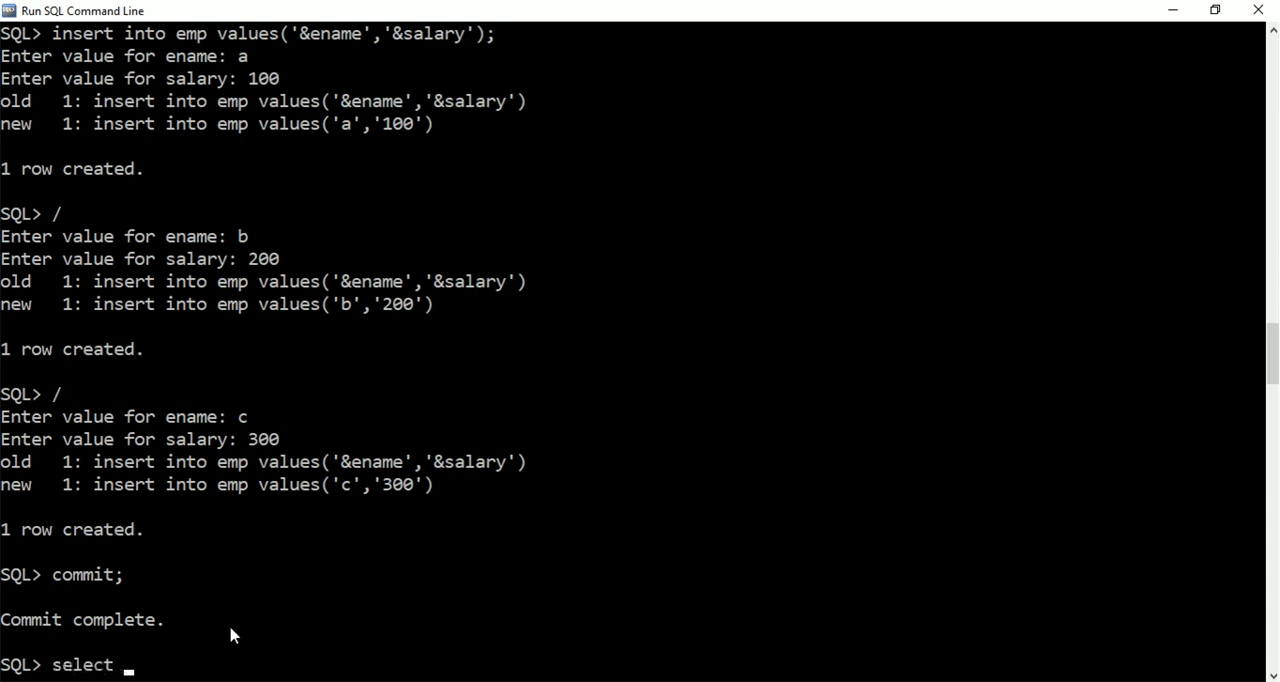 Run SQL Command Line
SQL> insert into emp values('&ename','&salary');
Enter value for ename: a
Enter value for salary: 100
old   1: insert into emp values('&ename','&salary')
new   1: insert into emp values('a','100')
1 row created.
SQL> /
Enter value for ename: b
Enter value for salary: 200
old   1: insert into emp values('&ename','&salary')
new   1: insert into emp values('b','200')
1 row created.
SQL> /
Enter value for ename: c
Enter value for salary: 300
old   1: insert into emp values('&ename','&salary')
new   1: insert into emp values('c','300')
1 row created.
SQL> commit;
Commit complete.
SQL> select